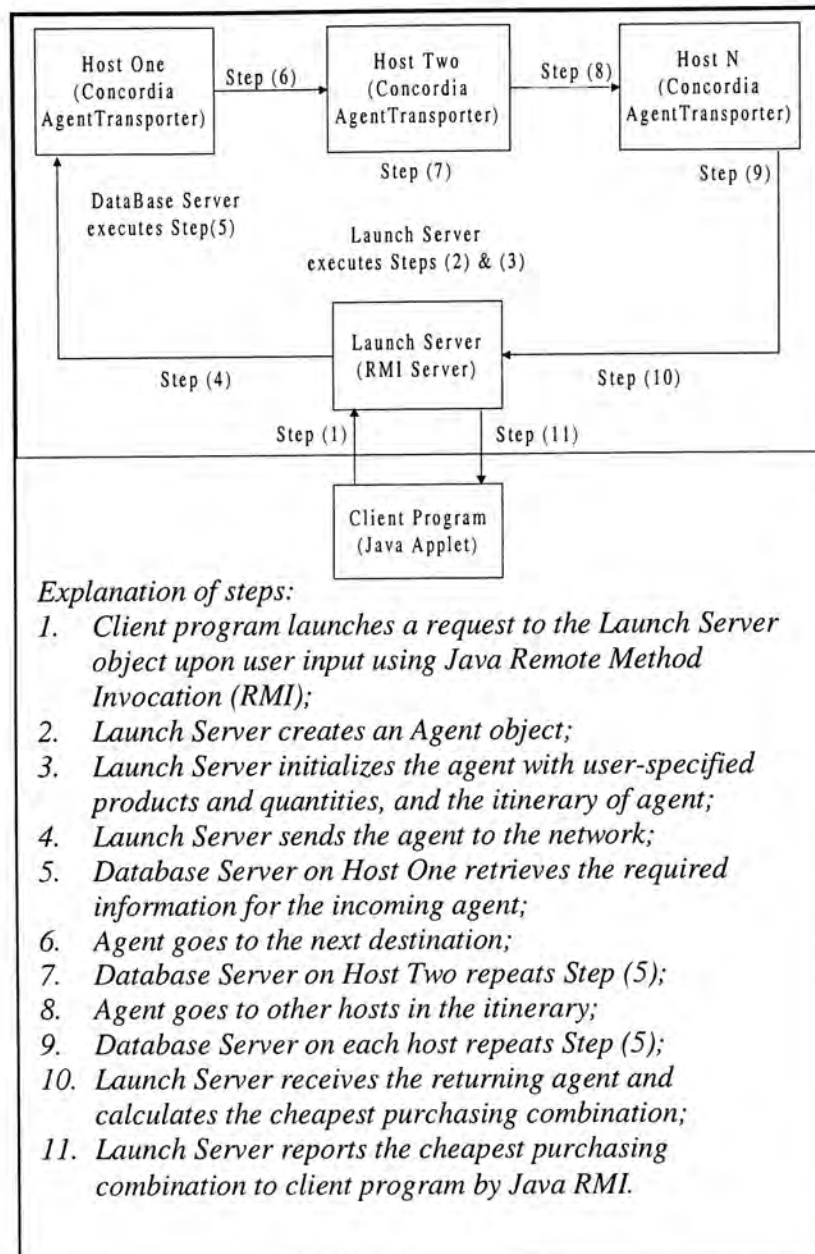 Host One
(Concordia
AgentTransporter)
Step (6)
Host Two
(Concordia
AgentTransporter)
Step (8)
Host N
(Concordia
AgentTransporter)
Step (7)
Step (9)
DataBase Server
executes Step(5)
Launch Server
executes Steps (2) & (3)
Launch Server
(RMI Server)
Step (4)
Step (10)
Step (1)
Step (11)
Client Program
(Java Applet)
Explanation of steps:
1. Client program launches a request to the Launch Server
object upon user input using Java Remote Method
Invocation (RMI);
2. Launch Server creates an Agent object;
3. Launch Server initializes the agent with user-specified
products and quantities, and the itinerary of agent;
4. Launch Server sends the agent to the network;
5. Database Server on Host One retrieves the required
information for the incoming agent;
6. Agent goes to the next destination;
7. Database Server on Host Two repeats Step (5);
8. Agent goes to other hosts in the itinerary;
9. Database Server on each host repeats Step (5);
10. Launch Server receives the returning agent and
calculates the cheapest purchasing combination;
11. Launch Server reports the cheapest purchasing
combination to client program by Java RMI.